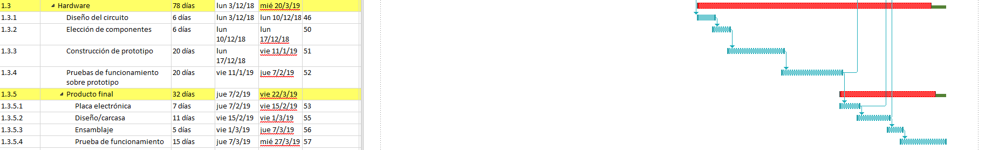 1.3 Hardware 78 días lun 3/12/18 mié 20/3/19
1.3.1 Diseño del circuito 6 días lun 3/12/18 lun 10/12/18 46
1.3.2 Elección de componentes 6 días lun 10/12/18 lun 17/12/18 50
1.3.3 Construcción de prototipo 20 días lun 17/12/18 vie 11/1/19 51
1.3.4 Pruebas de funcionamiento sobre prototipo 20 días vie 11/1/19 jue 7/2/19 52
1.3.5 Producto final 32 días jue 7/2/19 vie 22/3/19
1.3.5.1 Placa electrónica 7 días jue 7/2/19 vie 15/2/19 53
1.3.5.2 Diseño/carcasa 11 días vie 15/2/19 vie 1/3/19 55
1.3.5.3 Ensamblaje 5 días vie 1/3/19 jue 7/3/19 56
1.3.5.4 Prueba de funcionamiento 15 días jue 7/3/19 mié 27/3/19 57